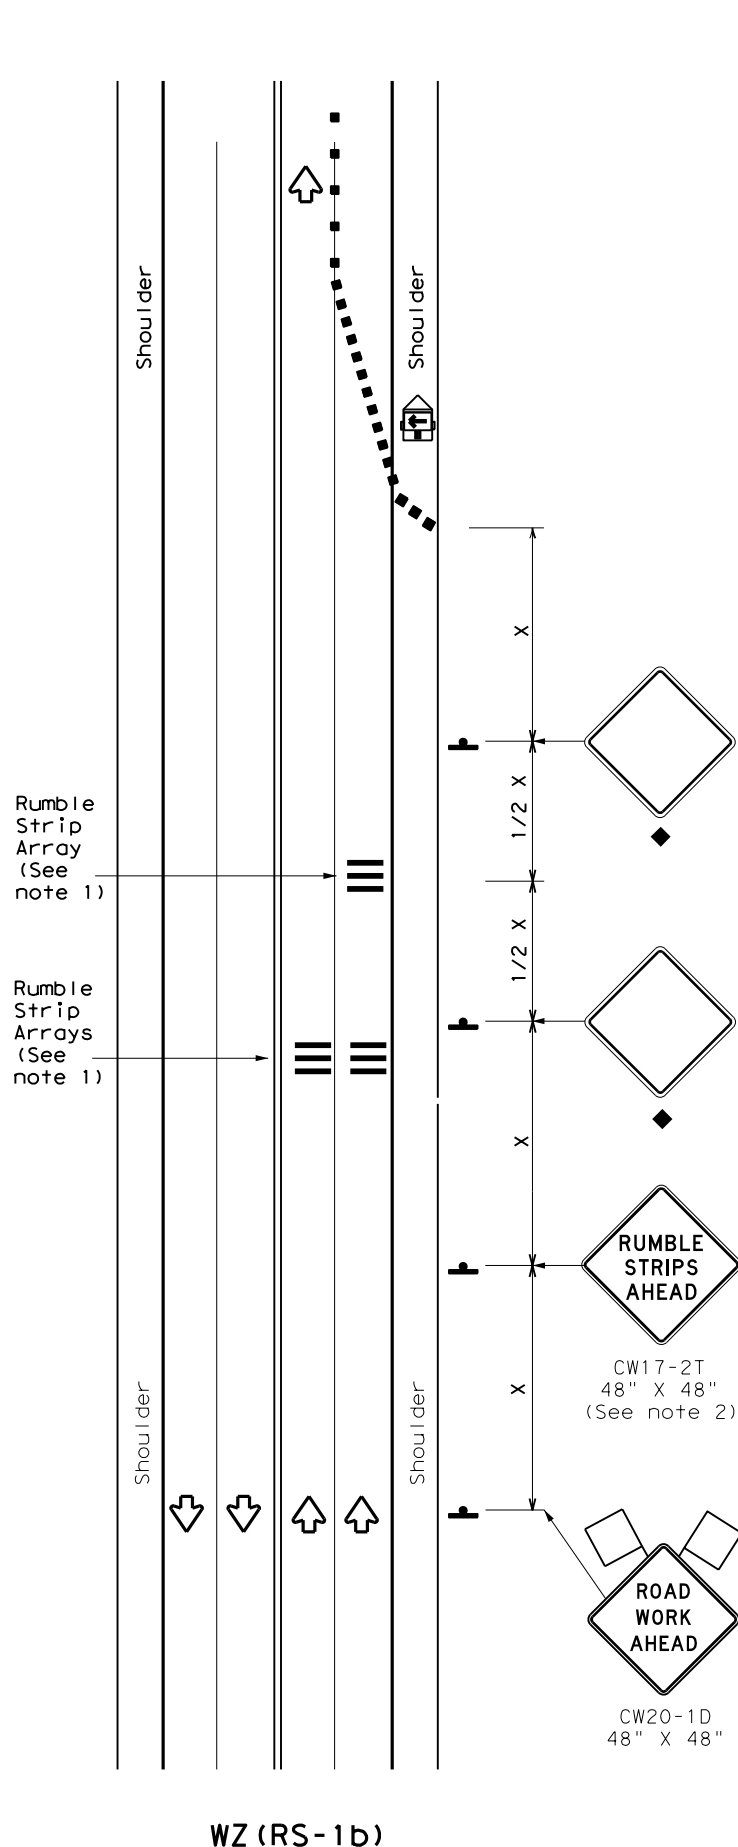 Shoulder
Shoulder
X
1/2 X
Rumble
Strip
Array
(See
note 1)
1/2 X
Rumble
Strip
Arrays
(See
note 1)
X
RUMBLE
STRIPS
AHEAD
CW17-2T
48" X 48"
(See note 2)
X
Shoulder
Shoulder
ROAD
WORK
AHEAD
CW20-1D
48" X 48"
WZ(RS-1b)